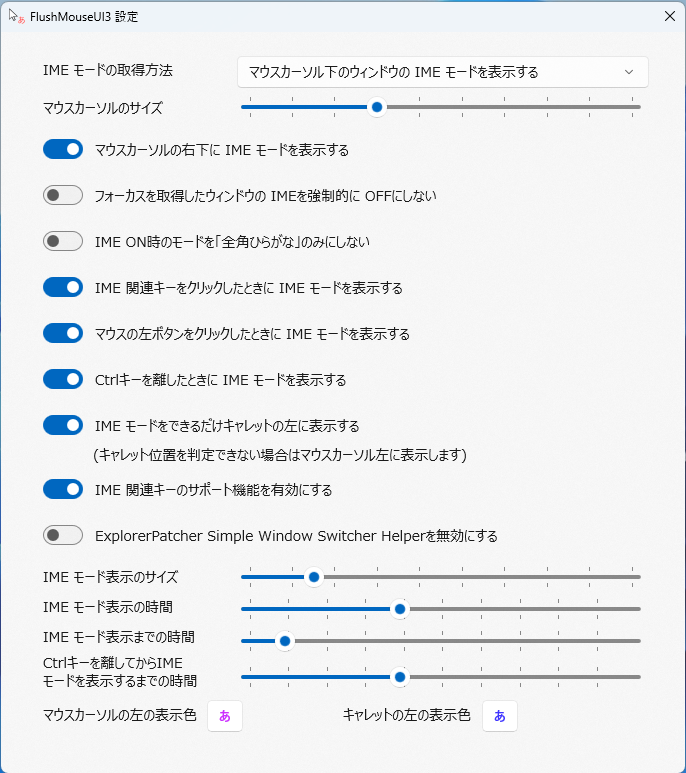 FlushMouseUI3 設定
IME モードの取得方法
マウスカーソル下のウィンドウの IME モードを表示する
マウスカーソルのサイズ
マウスカーソルの右下に IME モードを表示する
フォーカスを取得したウィンドウの IMEを強制的に OFFにしない
IME ON時のモードを「全角ひらがな」のみにしない
IME 関連キーをクリックしたときに IME モードを表示する
マウスの左ボタンをクリックしたときに IME モードを表示する
Ctrlキーを離したときに IME モードを表示する
IME モードをできるだけキャレットの左に表示する
(キャレット位置を判定できない場合はマウスカーソル左に表示します)
IME 関連キーのサポート機能を有効にする
ExplorerPatcher Simple Window Switcher Helperを無効にする
IME モード表示のサイズ
IME モード表示の時間
IME モード表示までの時間
Ctrlキーを離してからIME
モードを表示するまでの時間
マウスカーソルの左の表示色 あ キャレットの左の表示色 あ